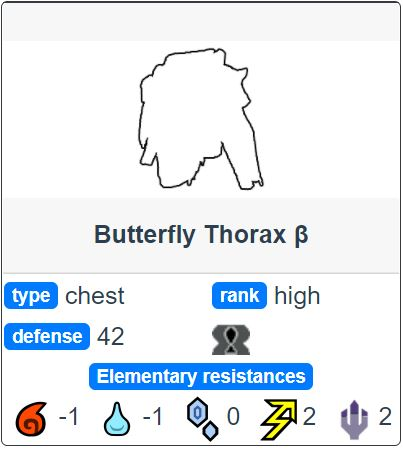 Butterfly Thorax β
type chest rank high
defense 42
Elementary resistances
-1 -1 0 2 2